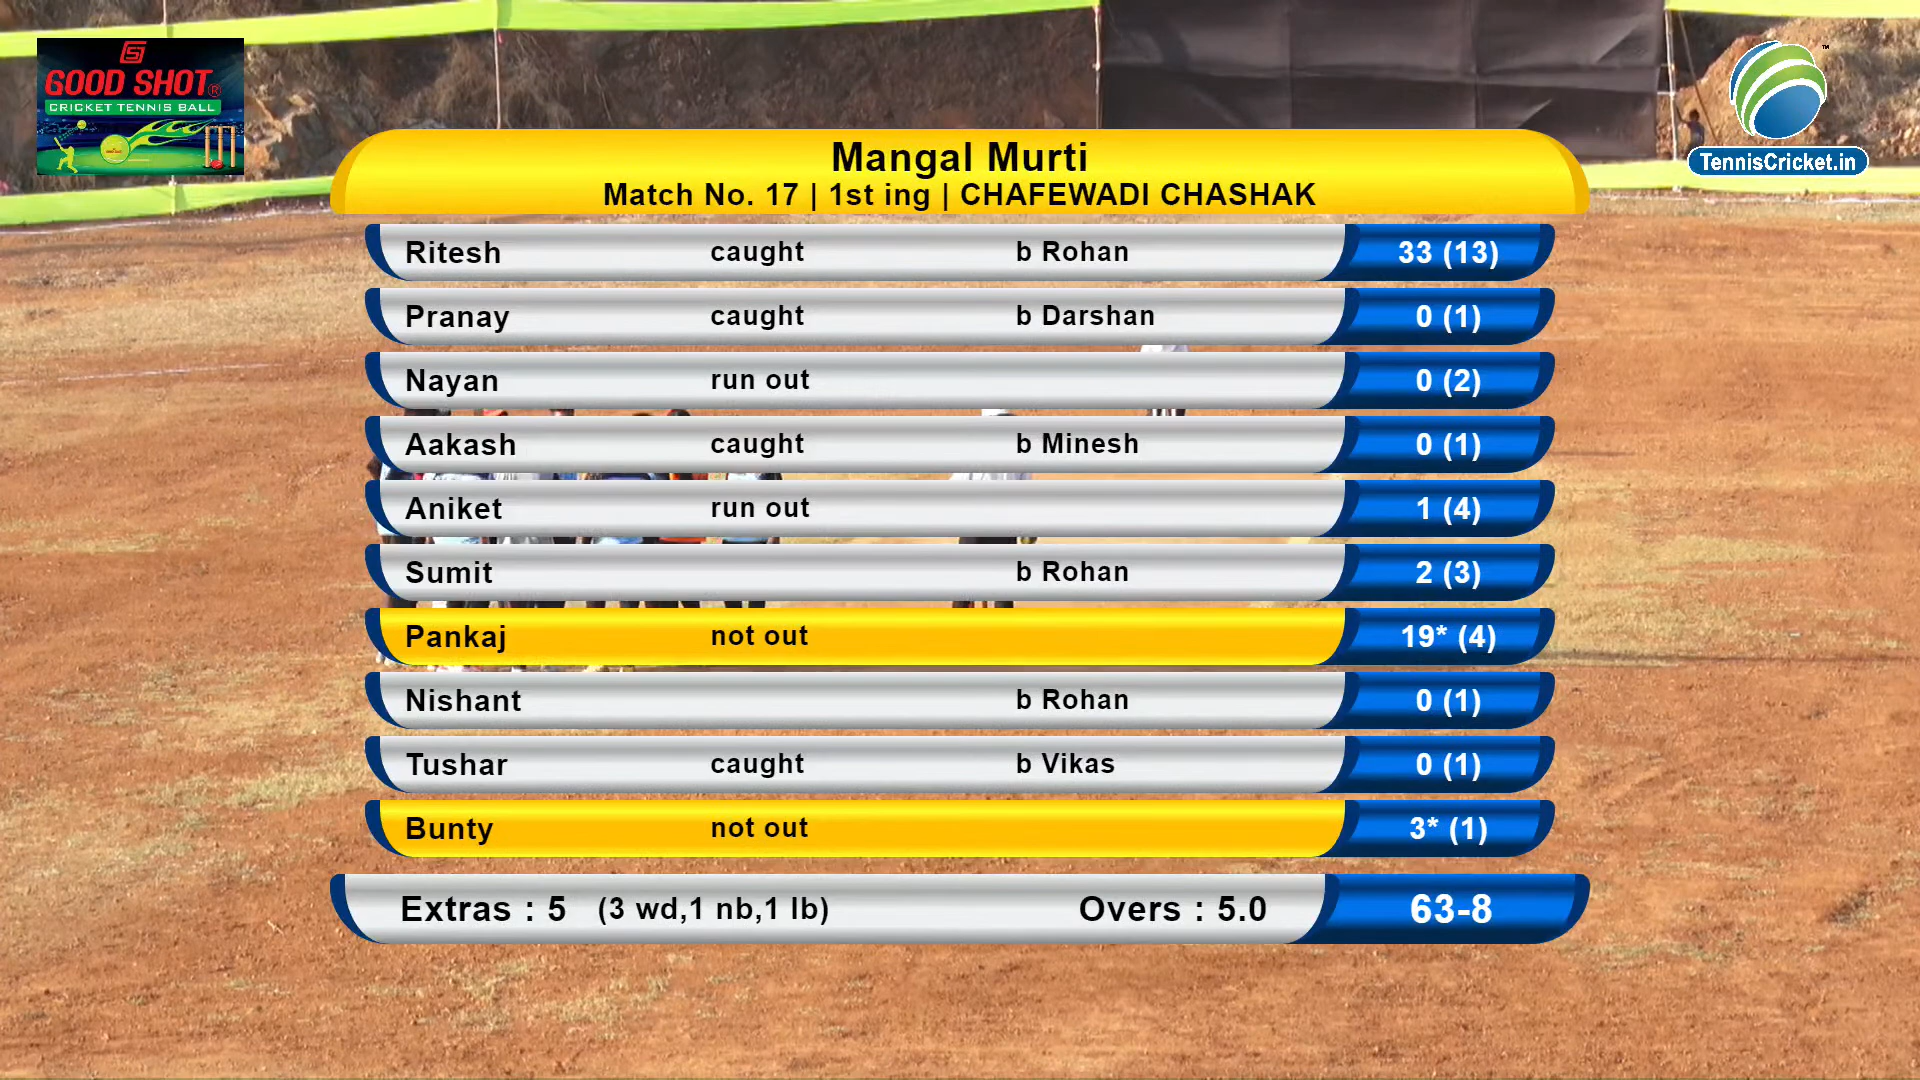 GOOD SHOT®
CRICKET TENNIS BALL
TM
TennisCricket.in
Mangal Murti
Match No. 17 | 1st ing | CHAFEWADI CHASHAK
Ritesh caught b Rohan 33 (13)
Pranay caught b Darshan 0 (1)
Nayan run out 0 (2)
Aakash caught b Minesh 0 (1)
Aniket run out 1 (4)
Sumit b Rohan 2 (3)
Pankaj not out 19* (4)
Nishant b Rohan 0 (1)
Tushar caught b Vikas 0 (1)
Bunty not out 3* (1)
Extras : 5 (3 wd,1 nb,1 lb) Overs : 5.0 63-8